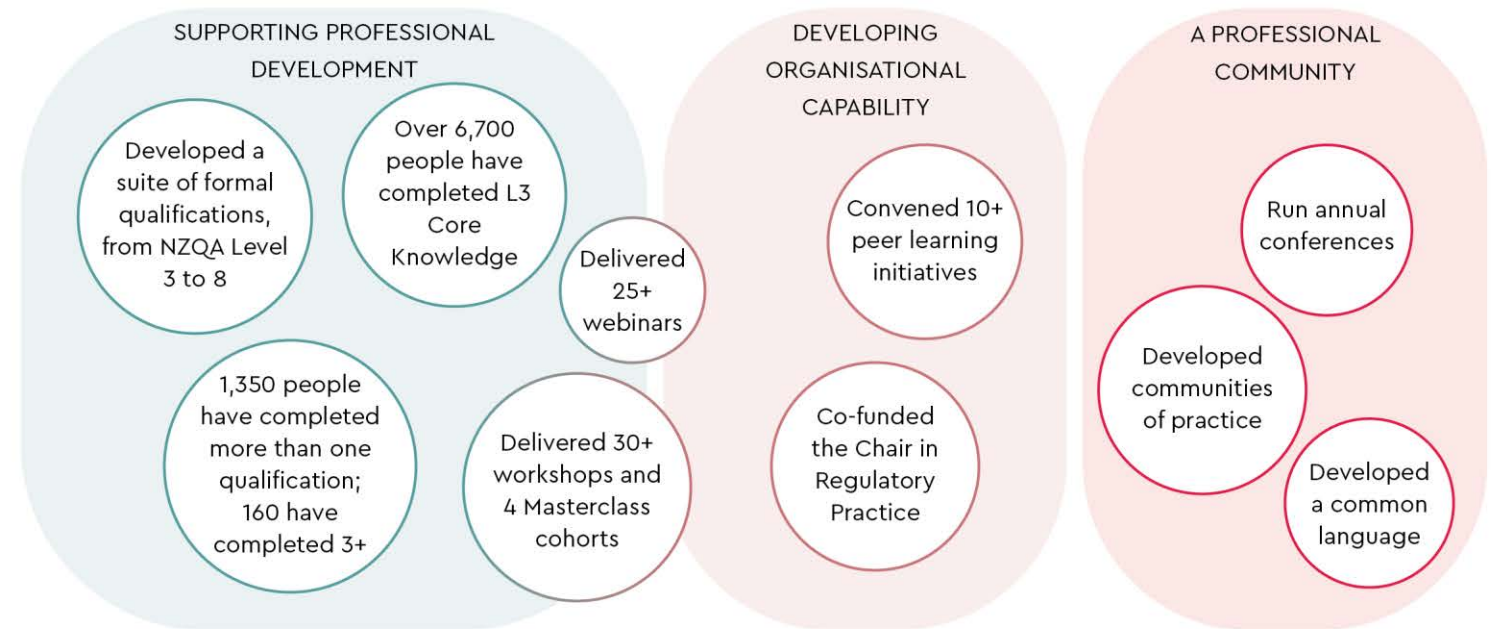 SUPPORTING PROFESSIONAL
DEVELOPMENT
Developed a
suite of formal
qualifications,
from NZQA Level
3 to 8
Over 6,700
people have
completed L3
Core
Knowledge
Delivered
25+
webinars
1,350 people
have completed
more than one
qualification;
160 have
completed 3+
Delivered 30+
workshops and
4 Masterclass
cohorts
DEVELOPING
ORGANISATIONAL
CAPABILITY
Convened 10+
peer learning
initiatives
Co-funded
the Chair in
Regulatory
Practice
A PROFESSIONAL
COMMUNITY
Run annual
conferences
Developed
communities
of practice
Developed
a common
language